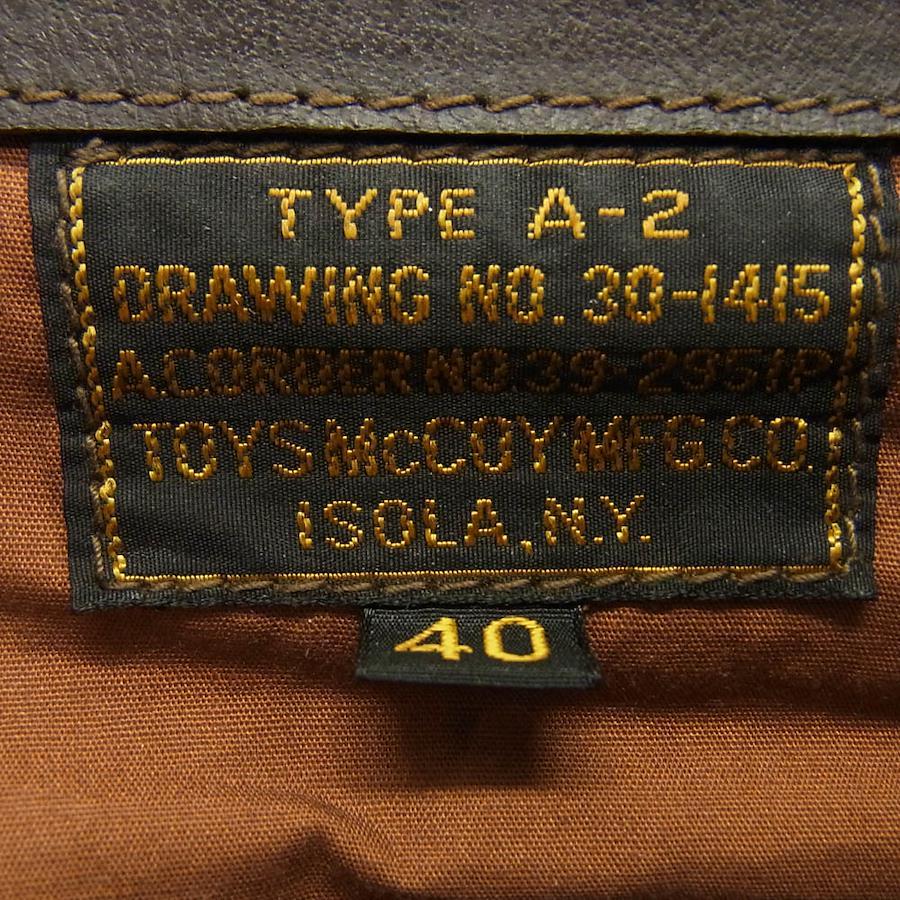 TYPE A-2
DRAWING NO. 30-1415
A.C. ORDER NO. 39-2951P
TOYS McCOY MFG. CO.
ISOLA, N.Y.
40